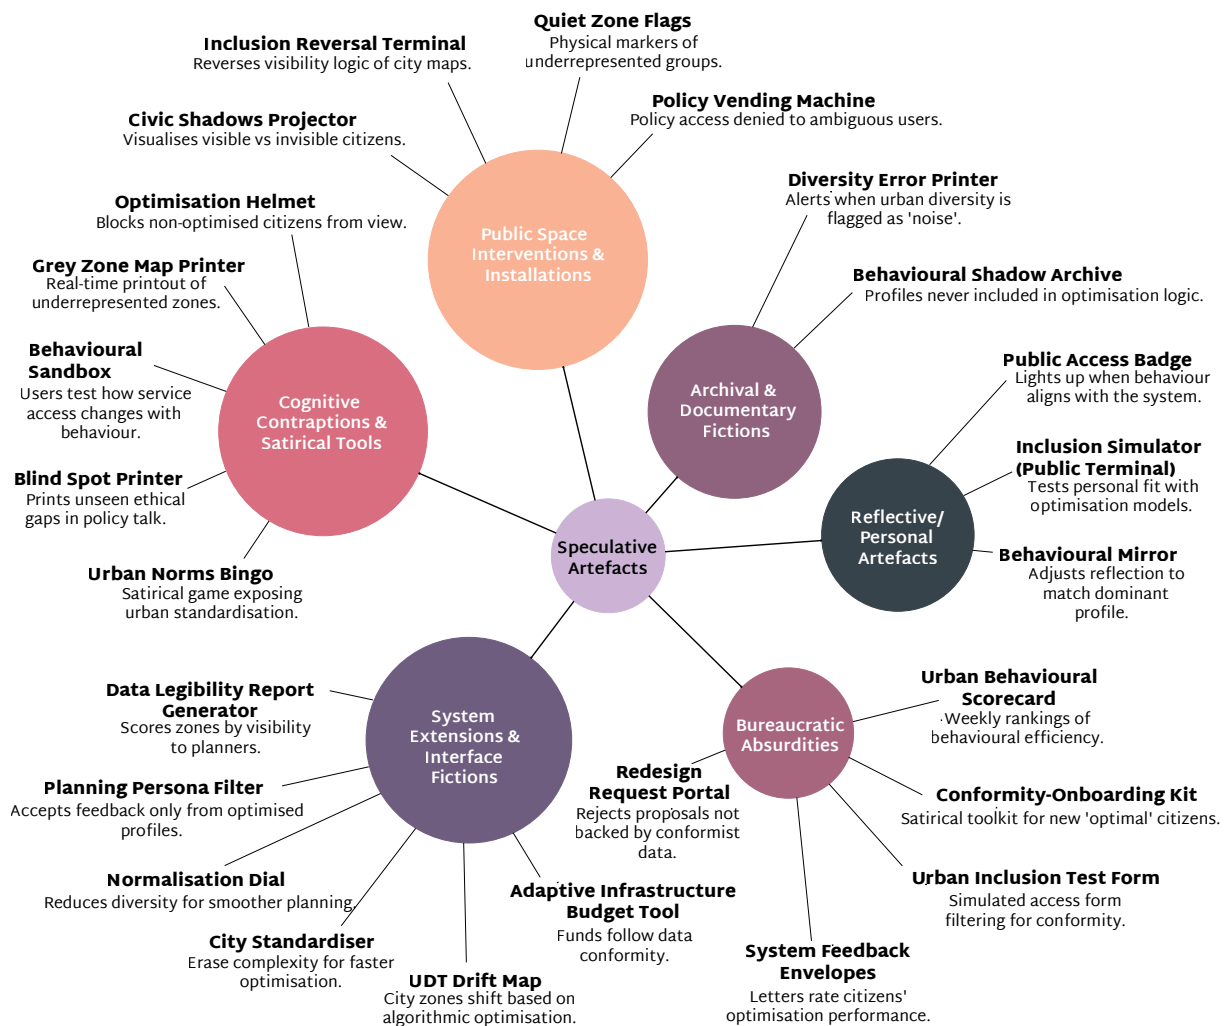 Quiet Zone Flags
Physical markers of
underrepresented groups.
Inclusion Reversal Terminal
Reverses visibility logic of city maps.
Policy Vending Machine
Policy access denied to ambiguous users.
Civic Shadows Projector
Visualises visible vs invisible citizens.
Public Space
Interventions &
Installations
Optimisation Helmet
Blocks non-optimised citizens from view.
Grey Zone Map Printer
Real-time printout of
underrepresented zones.
Behavioural
Sandbox
Users test how service
access changes with
behaviour.
Blind Spot Printer
Prints unseen ethical
gaps in policy talk.
Urban Norms Bingo
Satirical game exposing
urban standardisation.
Cognitive
Contraptions &
Satirical Tools
Diversity Error Printer
Alerts when urban diversity is
flagged as 'noise'.
Behavioural Shadow Archive
Profiles never included in optimisation logic.
Archival &
Documentary
Fictions
Public Access Badge
Lights up when behaviour
aligns with the system.
Inclusion Simulator
(Public Terminal)
Tests personal fit with
optimisation models.
Behavioural Mirror
Adjusts reflection to
match dominant
profile.
Reflective/
Personal
Artefacts
Speculative
Artefacts
Data Legibility Report
Generator
Scores zones by visibility
to planners.
Planning Persona Filter
Accepts feedback only from optimised
profiles.
Normalisation Dial
Reduces diversity for smoother planning.
City Standardiser
Erase complexity for faster
optimisation.
UDT Drift Map
City zones shift based on
algorithmic optimisation.
Adaptive Infrastructure
Budget Tool
Funds follow data
conformity.
System
Extensions &
Interface
Fictions
Bureaucratic
Absurdities
Redesign
Request Portal
Rejects proposals not
backed by conformist
data.
Urban Behavioural
Scorecard
Weekly rankings of
behavioural efficiency.
Conformity-Onboarding Kit
Satirical toolkit for new 'optimal' citizens.
Urban Inclusion Test Form
Simulated access form
filtering for conformity.
System Feedback
Envelopes
Letters rate citizens'
optimisation performance.